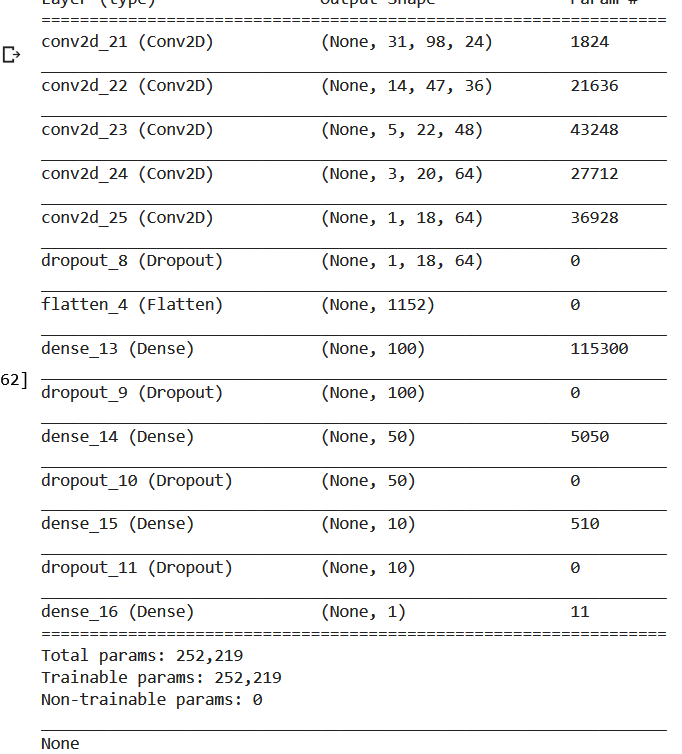 Layer (type) Output Shape Param #
=================================================================
conv2d_21 (Conv2D) (None, 31, 98, 24) 1824
conv2d_22 (Conv2D) (None, 14, 47, 36) 21636
conv2d_23 (Conv2D) (None, 5, 22, 48) 43248
conv2d_24 (Conv2D) (None, 3, 20, 64) 27712
conv2d_25 (Conv2D) (None, 1, 18, 64) 36928
dropout_8 (Dropout) (None, 1, 18, 64) 0
flatten_4 (Flatten) (None, 1152) 0
dense_13 (Dense) (None, 100) 115300
62]
dropout_9 (Dropout) (None, 100) 0
dense_14 (Dense) (None, 50) 5050
dropout_10 (Dropout) (None, 50) 0
dense_15 (Dense) (None, 10) 510
dropout_11 (Dropout) (None, 10) 0
dense_16 (Dense) (None, 1) 11
=================================================================
Total params: 252,219
Trainable params: 252,219
Non-trainable params: 0
None